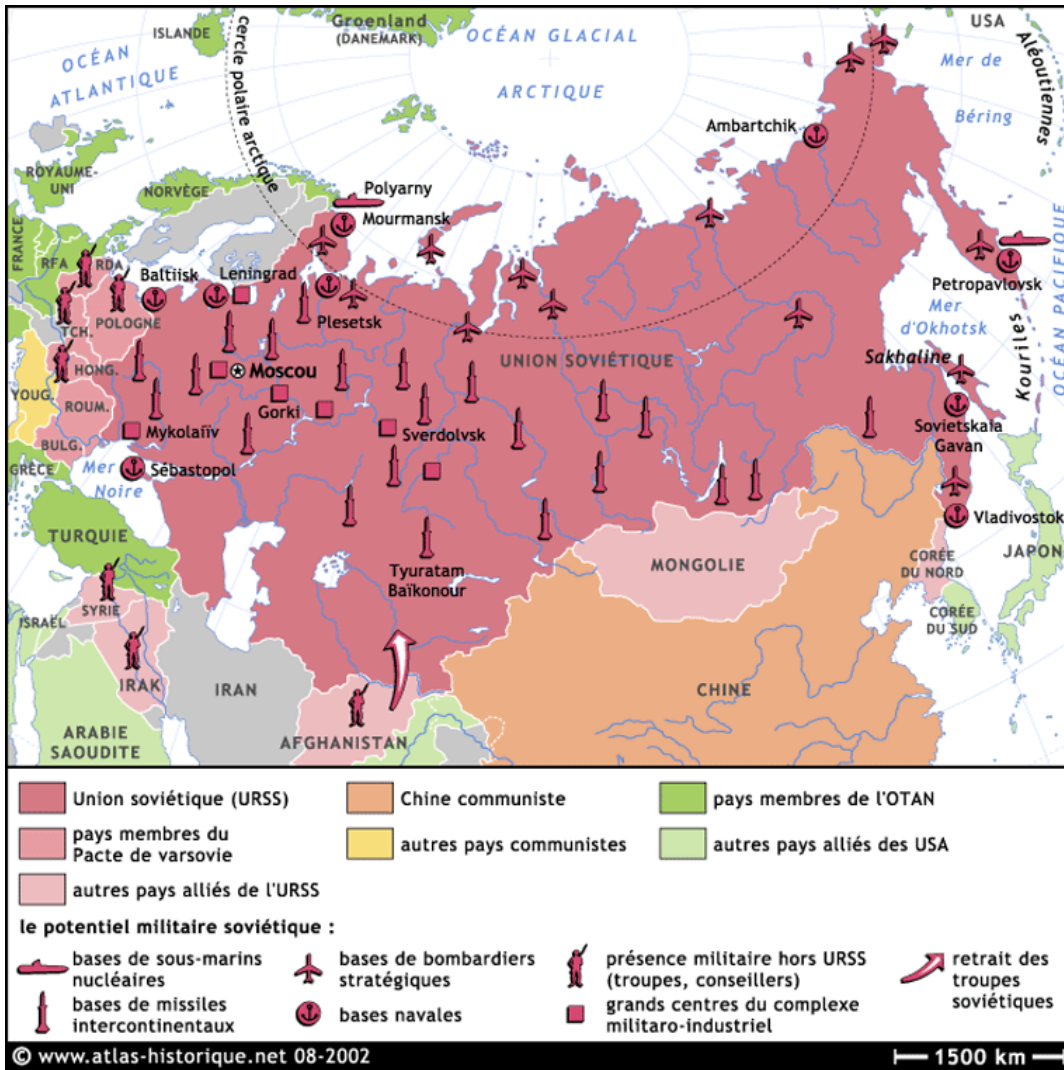 ISLANDE
Groenland
(DANEMARK)
OCÉAN GLACIAL
ARCTIQUE
USA
Aléoutiennes
Mer de
Béring
OCÉAN
ATLANTIQUE
cercle polaire arctique
Ambartchik
ROYAUME-
UNI
NORVÈGE
Polyarny
Mourmansk
OCÉAN PACIFIQUE
FRANCE
RFA
RDA
Baltiisk
Leningrad
Petropavlovsk
TCH.
POLOGNE
Plesetsk
Mer
d'Okhotsk
UNION SOVIÉTIQUE
Sakhaline
Kouriles
HONG.
Moscou
YOUG.
ROUM.
Gorki
Mykolaïïv
Sverdolvsk
Sovietskaia
Gavan
BULG.
GRÈCE
Mer
Noire
Sébastopol
TURQUIE
Vladivostok
Tyuratam
Baïkonour
MONGOLIE
CORÉE
DU NORD
JAPON
SYRIE
ISRAËL
CORÉE
DU SUD
IRAK
IRAN
CHINE
ARABIE
SAOUDITE
AFGHANISTAN
Union soviétique (URSS)
Chine communiste
pays membres de l'OTAN
pays membres du
Pacte de varsovie
autres pays communistes
autres pays alliés des USA
autres pays alliés de l'URSS
le potentiel militaire soviétique :
bases de sous-marins
nucléaires
bases de bombardiers
stratégiques
présence militaire hors URSS
(troupes, conseillers)
retrait des
troupes
soviétiques
bases de missiles
intercontinentaux
bases navales
grands centres du complexe
militaro-industriel
© www.atlas-historique.net 08-2002
1500 km